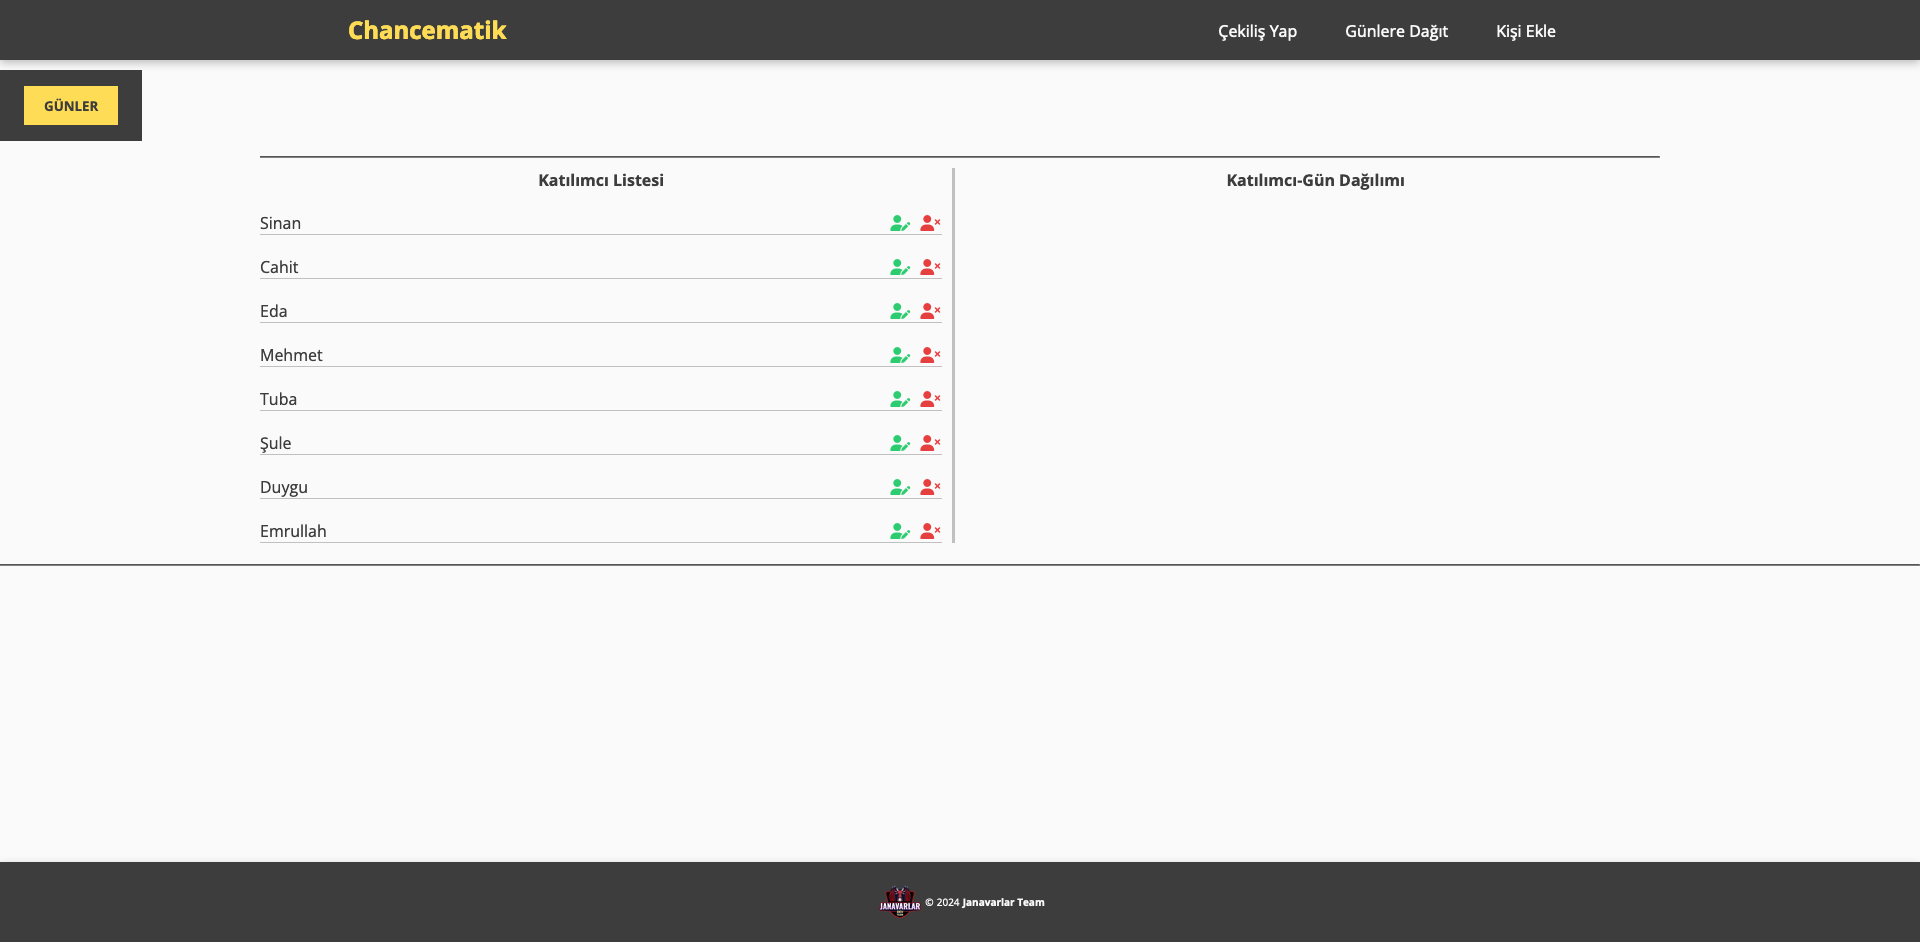 Chancematik
Çekiliş Yap
Günlere Dağıt
Kişi Ekle
GÜNLER
Katılımcı Listesi
Sinan
Cahit
Eda
Mehmet
Tuba
Şule
Duygu
Emrullah
Katılımcı-Gün Dağılımı
JANAVARLAR
© 2024 Janavarlar Team